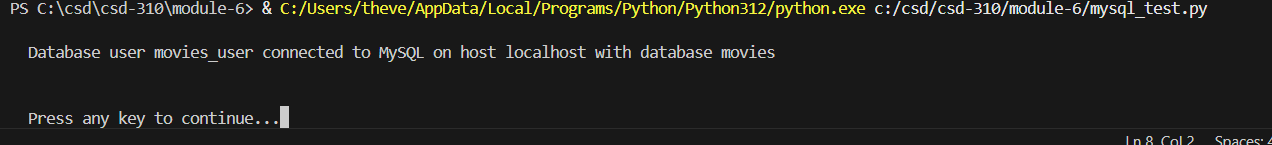 PS C:\csd\csd-310\module-6> & C:/Users/theve/AppData/Local/Programs/Python/Python312/python.exe c:/csd/csd-310/module-6/mysql_test.py
Database user movies_user connected to MySQL on host localhost with database movies
Press any key to continue...
Ln 8, Col 2 Spaces: 4